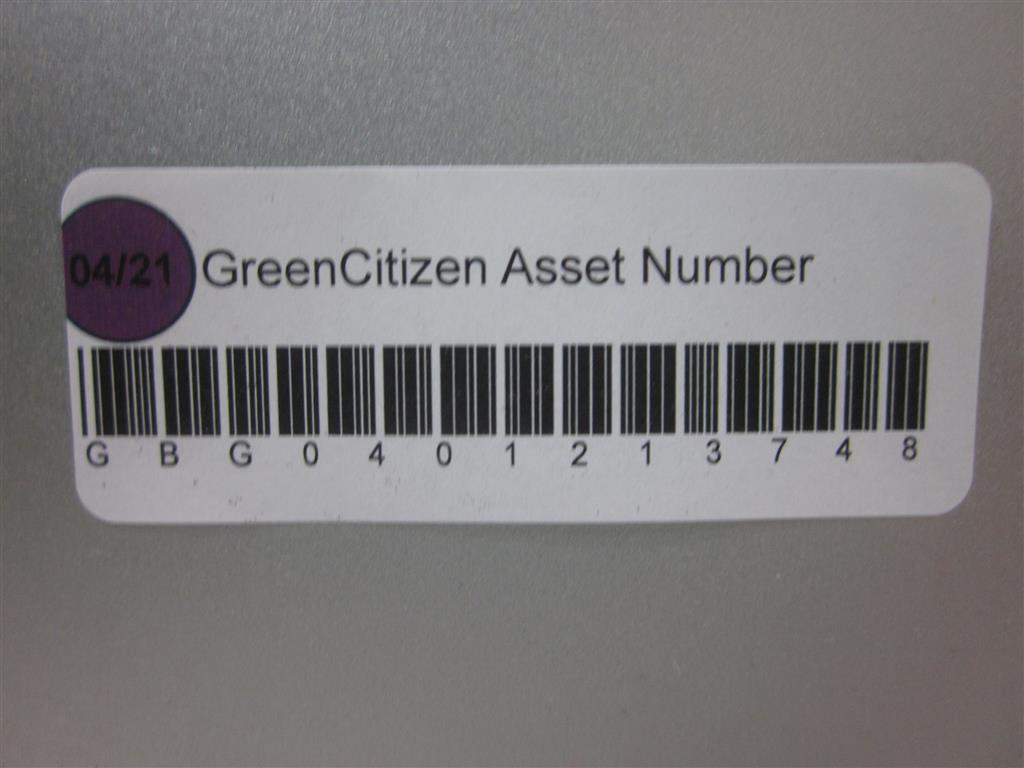 04/21 GreenCitizen Asset Number
G B G 0 4 0 1 2 1 3 7 4 8